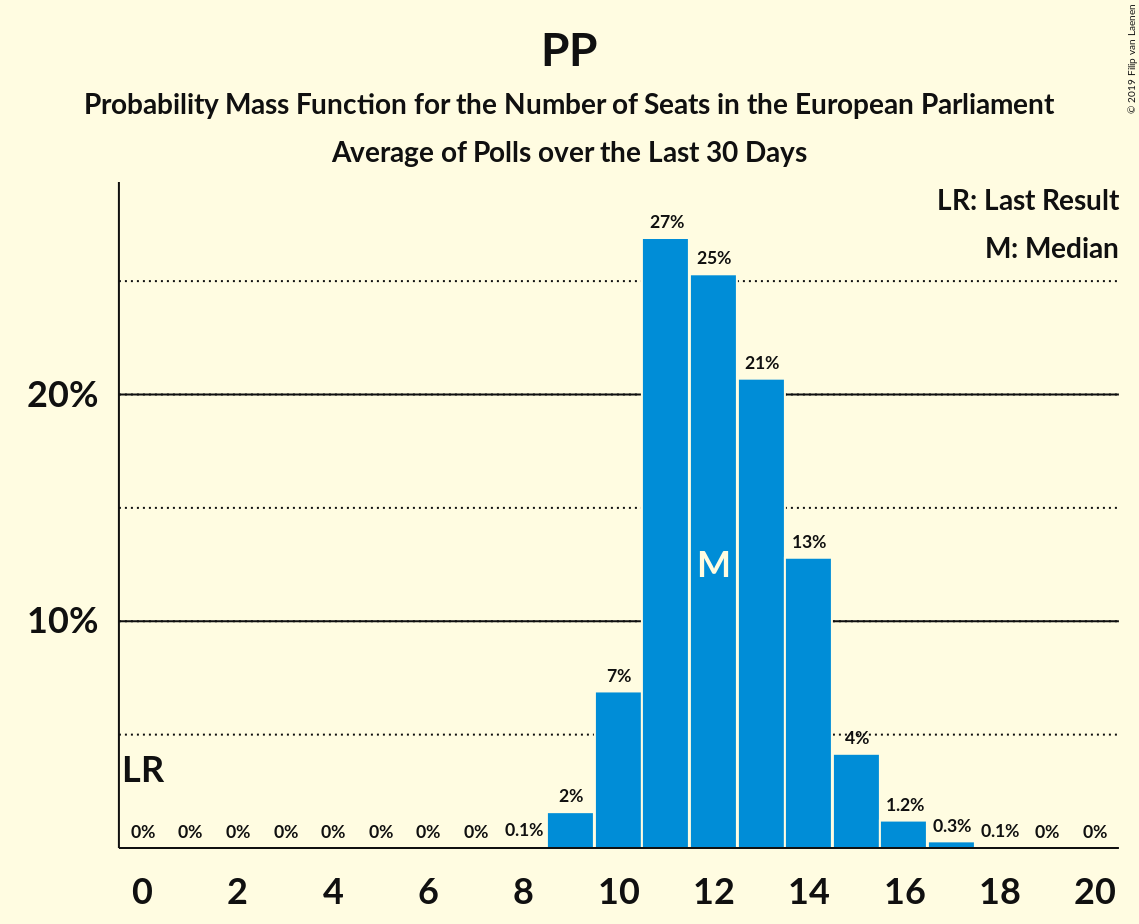 PP
Probability Mass Function for the Number of Seats in the European Parliament
Average of Polls over the Last 30 Days
© 2019 Filip van Laenen
LR: Last Result
M: Median
27%
25%
21%
20%
13%
M
10%
7%
4%
LR
2%
1.2%
0% 0% 0% 0% 0% 0% 0% 0% 0.1% 0.3% 0.1% 0% 0%
0 2 4 6 8 10 12 14 16 18 20